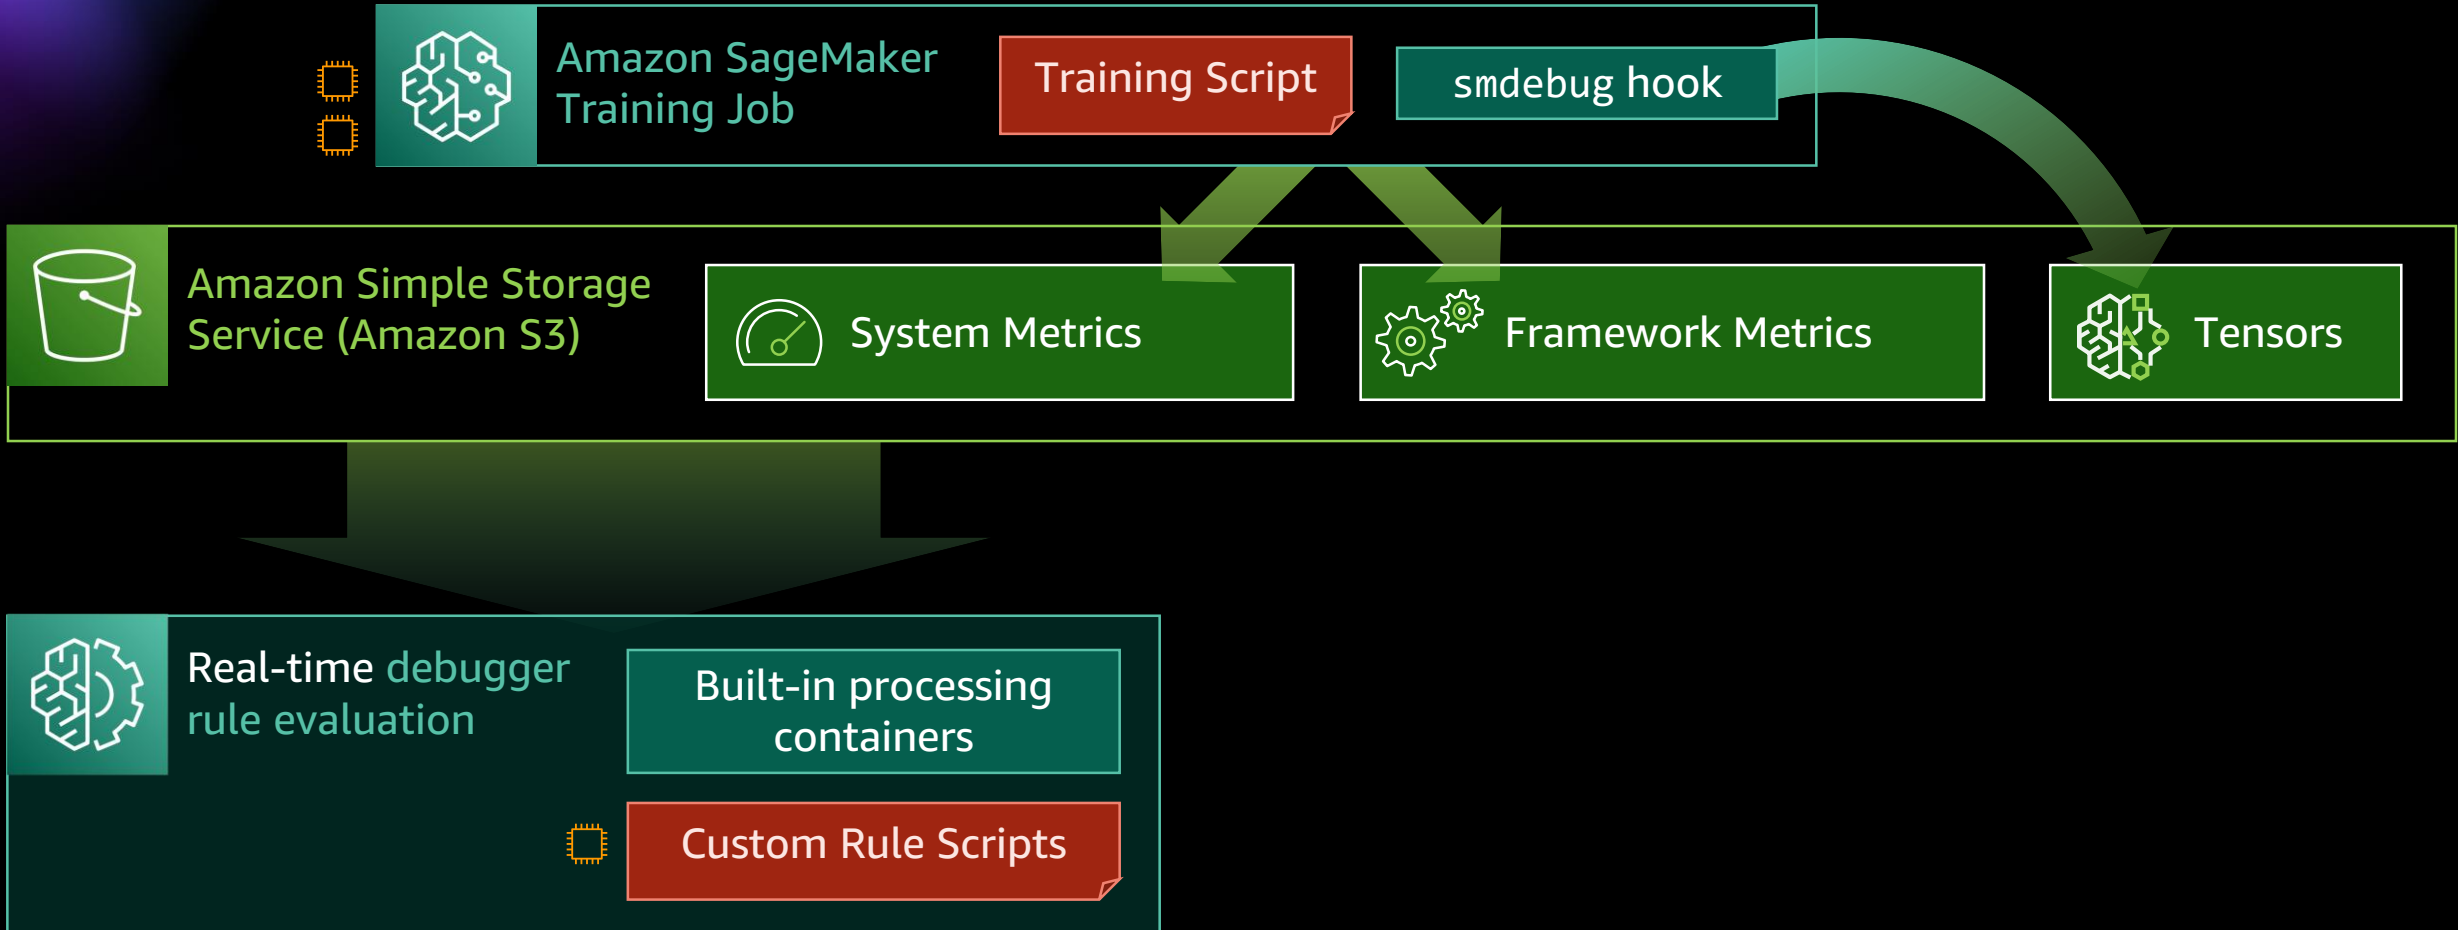 Amazon SageMaker
Training Job
Training Script
smdebug hook
Amazon Simple Storage
Service (Amazon S3)
System Metrics
Framework Metrics
Tensors
Real-time debugger
rule evaluation
Built-in processing
containers
Custom Rule Scripts